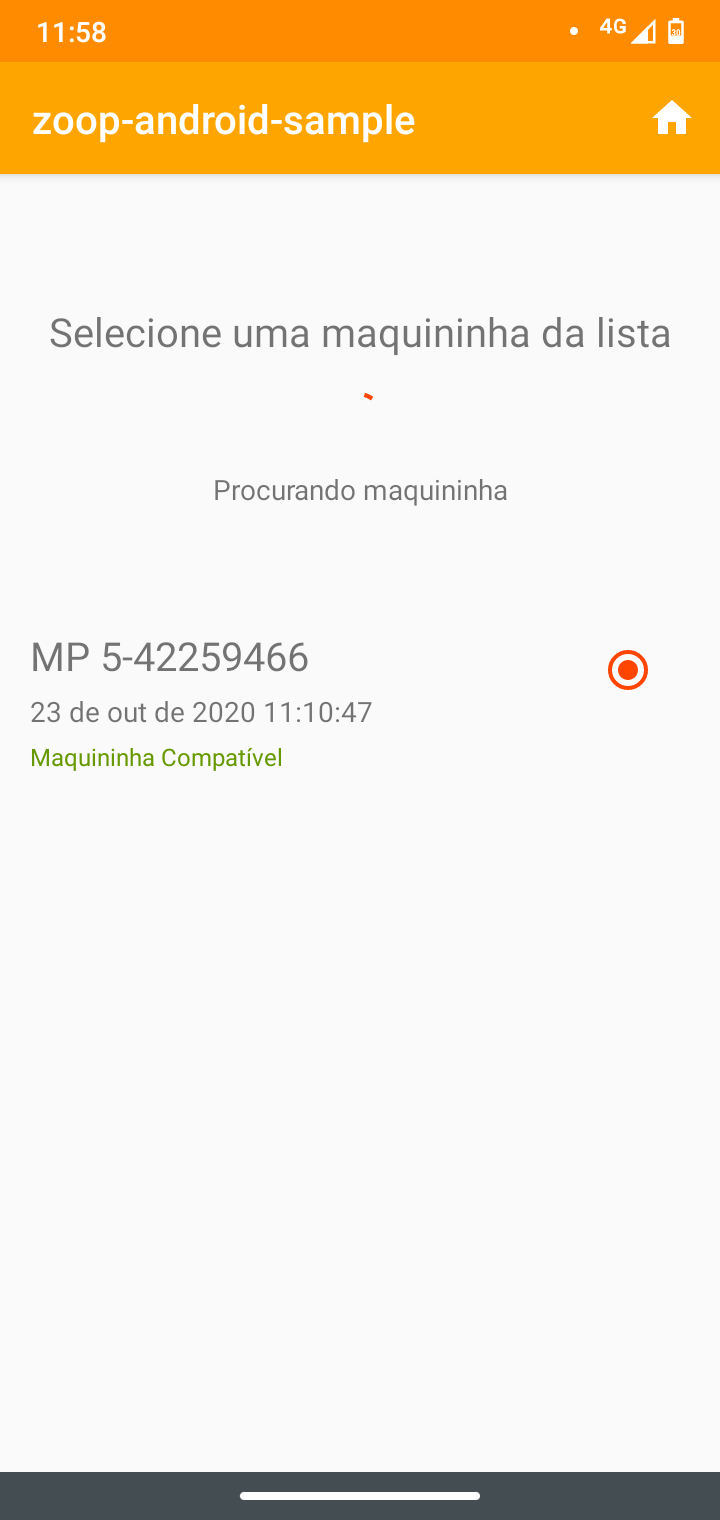 11:58
4G
30
zoop-android-sample
Selecione uma maquininha da lista
Procurando maquininha
MP 5-42259466
23 de out de 2020 11:10:47
Maquininha Compatível